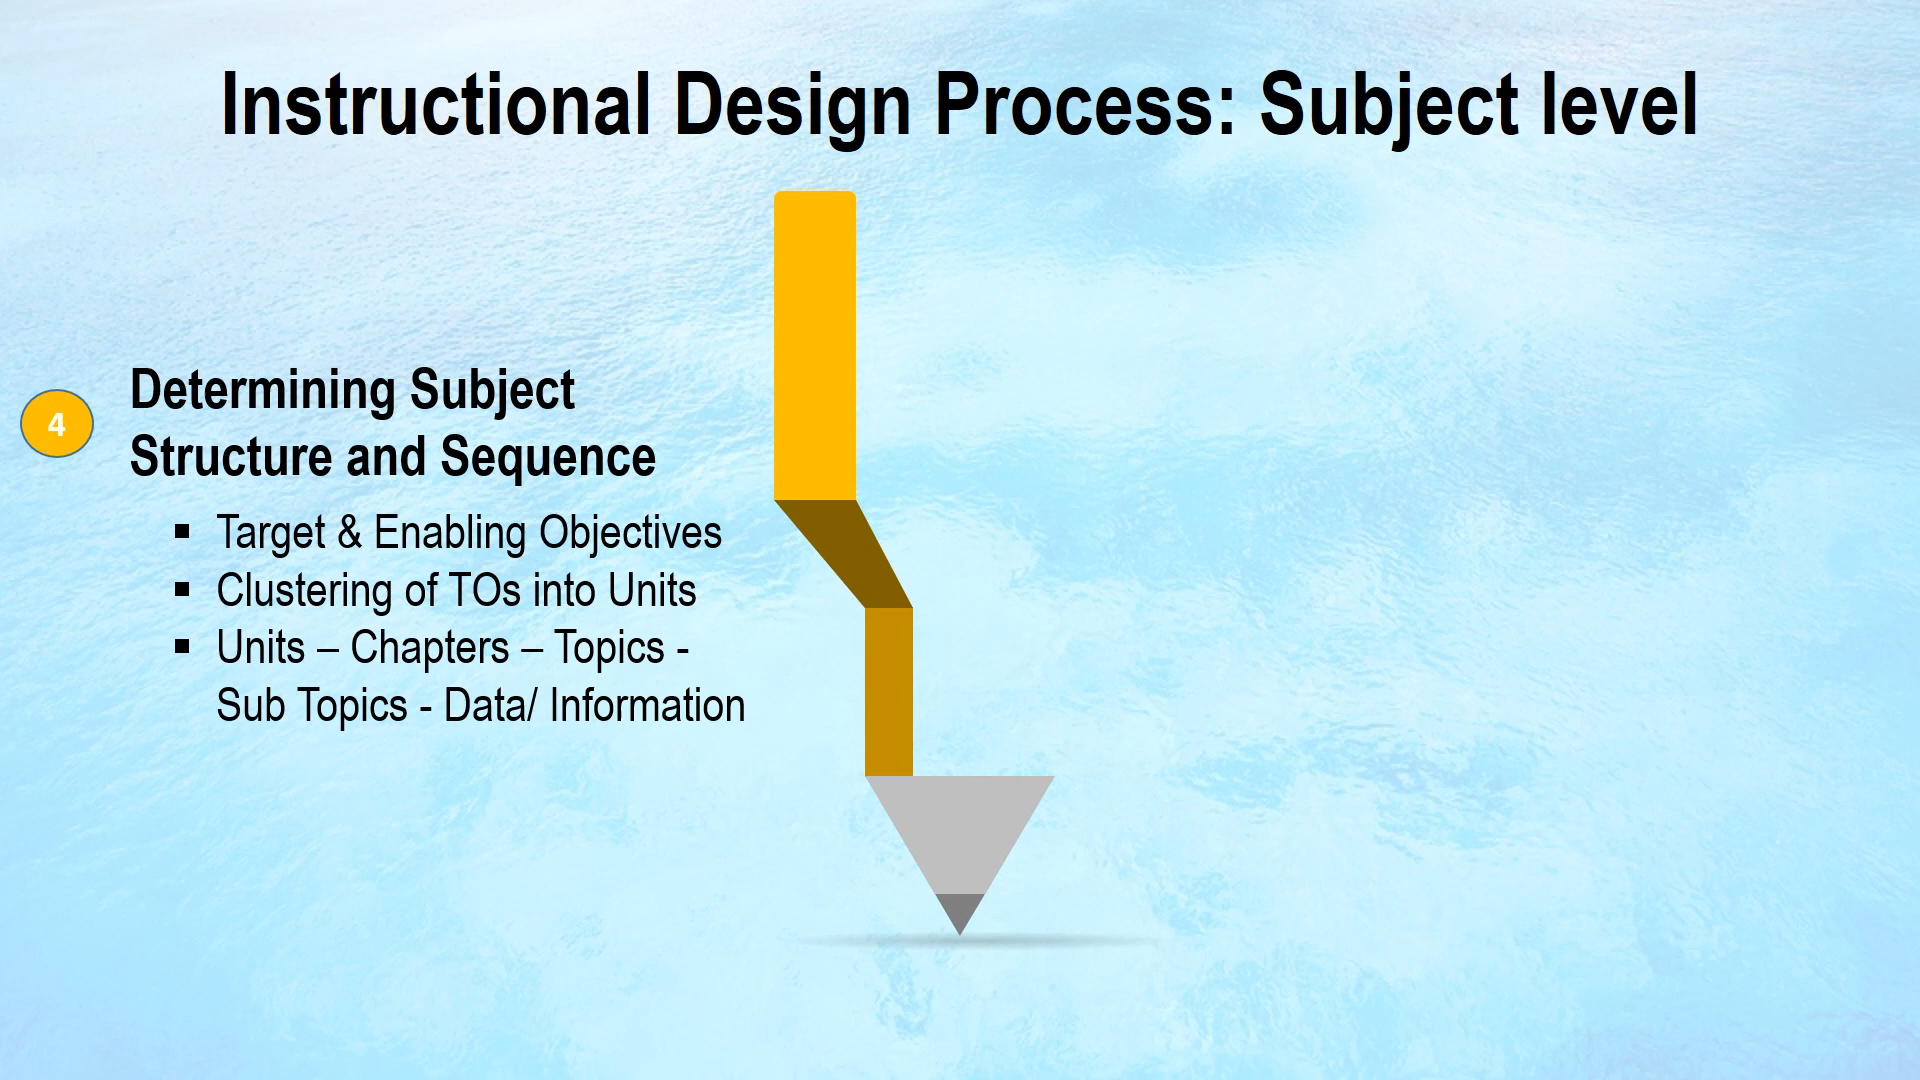 Instructional Design Process: Subject level
4
Determining Subject
Structure and Sequence
▪ Target & Enabling Objectives
▪ Clustering of TOs into Units
▪ Units – Chapters – Topics -
Sub Topics - Data/ Information